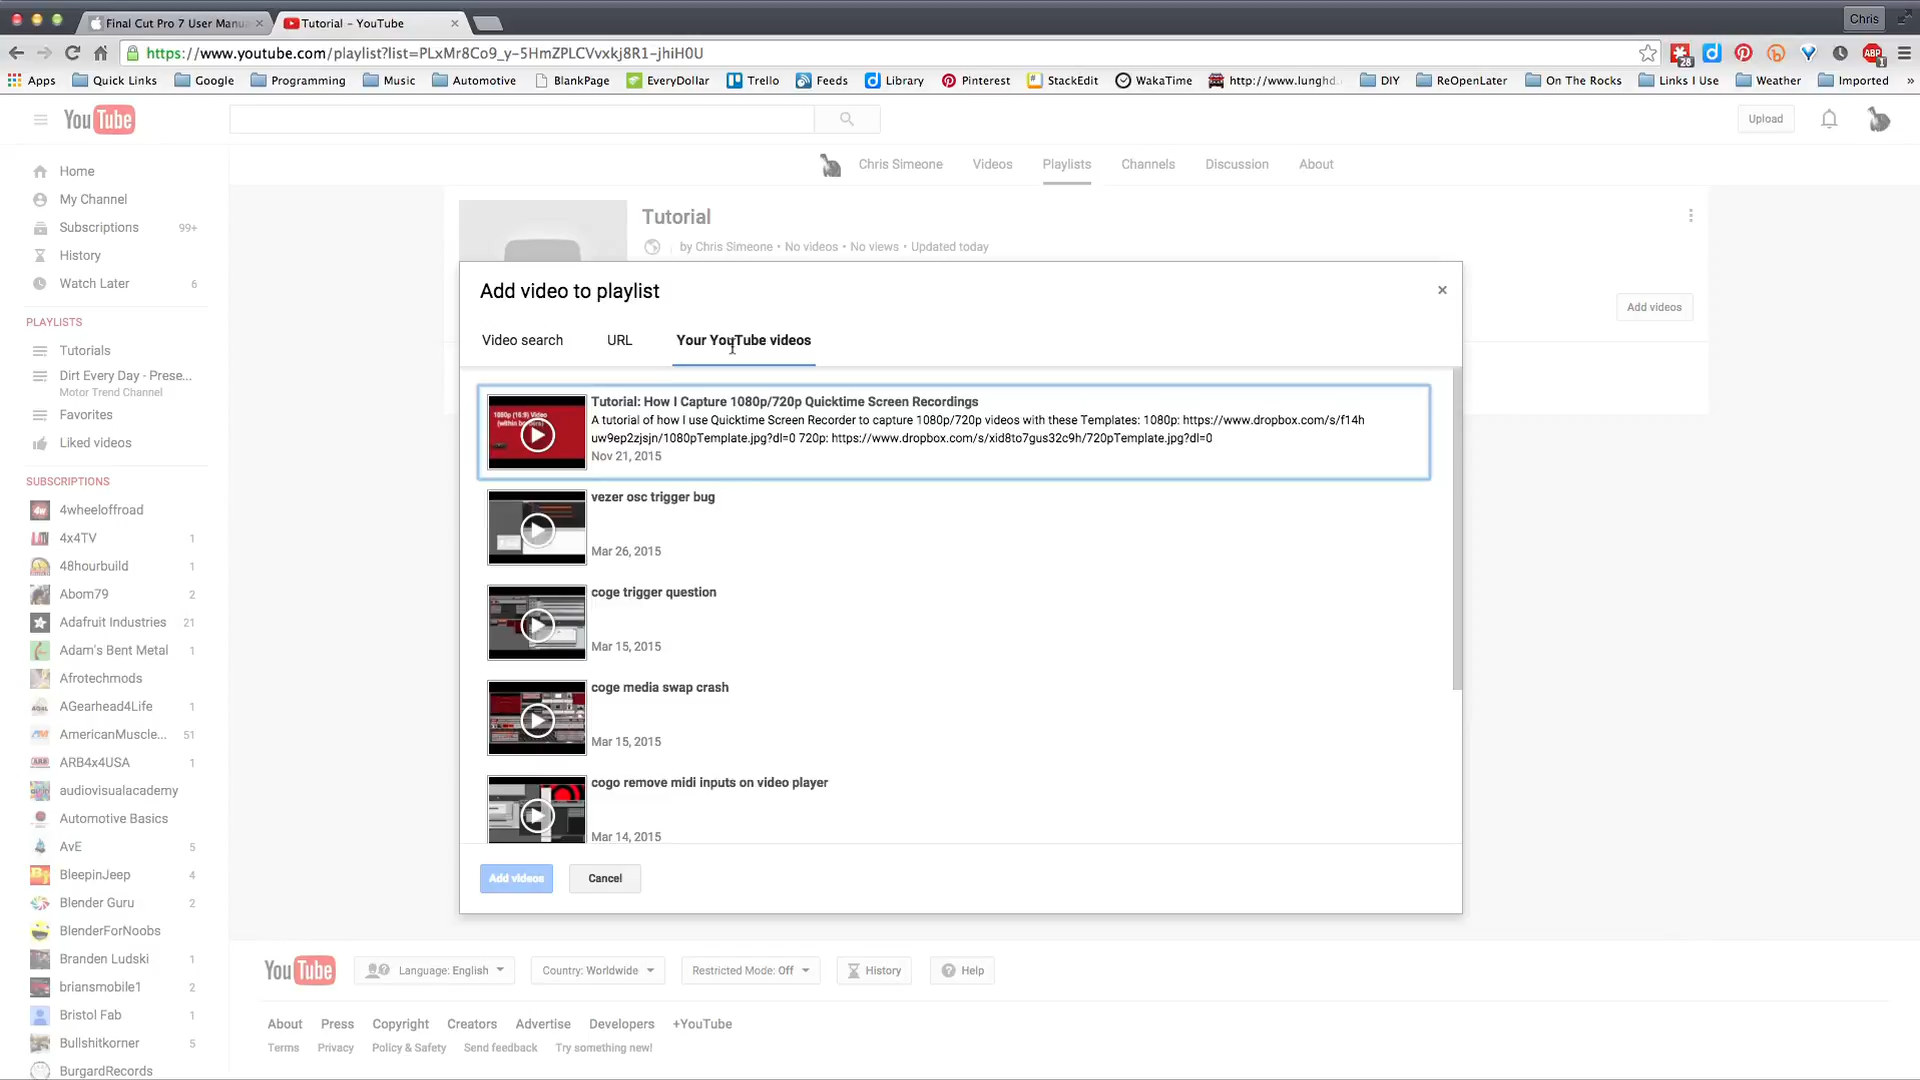 Final Cut Pro 7 User Manua
Tutorial - YouTube
Chris
https://www.youtube.com/playlist?list=PLxMr8Co9_y-5HmZPLCVvxkj8R1-jhiH0U
28
ABP
1
Apps
Quick Links
Google
Programming
Music
Automotive
BlankPage
EveryDollar
Trello
Feeds
Library
Pinterest
StackEdit
WakaTime
http://www.lunghd.
DIY
ReOpenLater
On The Rocks
Links I Use
Weather
Imported
»
YouTube
Upload
Chris Simeone
Videos
Playlists
Channels
Discussion
About
Home
My Channel
Subscriptions 99+
History
Watch Later 6
PLAYLISTS
Tutorials
Dirt Every Day - Prese...
Motor Trend Channel
Favorites
Liked videos
SUBSCRIPTIONS
4wheeloffroad
4x4TV 1
48hourbuild 1
Abom79 2
Adafruit Industries 21
Adam's Bent Metal 1
Afrotechmods
AGearhead4Life 1
AmericanMuscle... 51
ARB4x4USA 1
audiovisualacademy
Automotive Basics
AvE 5
BleepinJeep 4
Blender Guru 2
BlenderForNoobs
Branden Ludski 1
briansmobile1 2
Bristol Fab 1
Bullshitkorner 5
BurgardRecords
Tutorial
by Chris Simeone • No videos • No views • Updated today
Add videos
Add video to playlist
Video search
URL
Your YouTube videos
1080p (16:9) Video
(within borders)
Tutorial: How I Capture 1080p/720p Quicktime Screen Recordings
A tutorial of how I use Quicktime Screen Recorder to capture 1080p/720p videos with these Templates: 1080p: https://www.dropbox.com/s/f14h
uw9ep2zjsjn/1080pTemplate.jpg?dl=0 720p: https://www.dropbox.com/s/xid8to7gus32c9h/720pTemplate.jpg?dl=0
Nov 21, 2015
vezer osc trigger bug
Mar 26, 2015
coge trigger question
Mar 15, 2015
coge media swap crash
Mar 15, 2015
cogo remove midi inputs on video player
Mar 14, 2015
Add videos
Cancel
YouTube
Language: English
Country: Worldwide
Restricted Mode: Off
History
Help
About
Press
Copyright
Creators
Advertise
Developers
+YouTube
Terms
Privacy
Policy & Safety
Send feedback
Try something new!